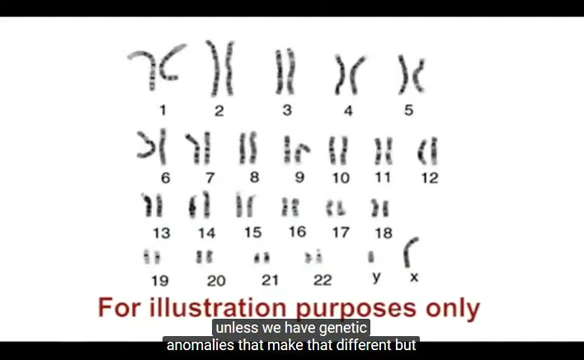 1 2 3 4 5
6 7 8 9 10 11 12
13 14 15 16 17 18
19 20 21 22 y x
For illustration purposes only
unless we have genetic
anomalies that make that different but